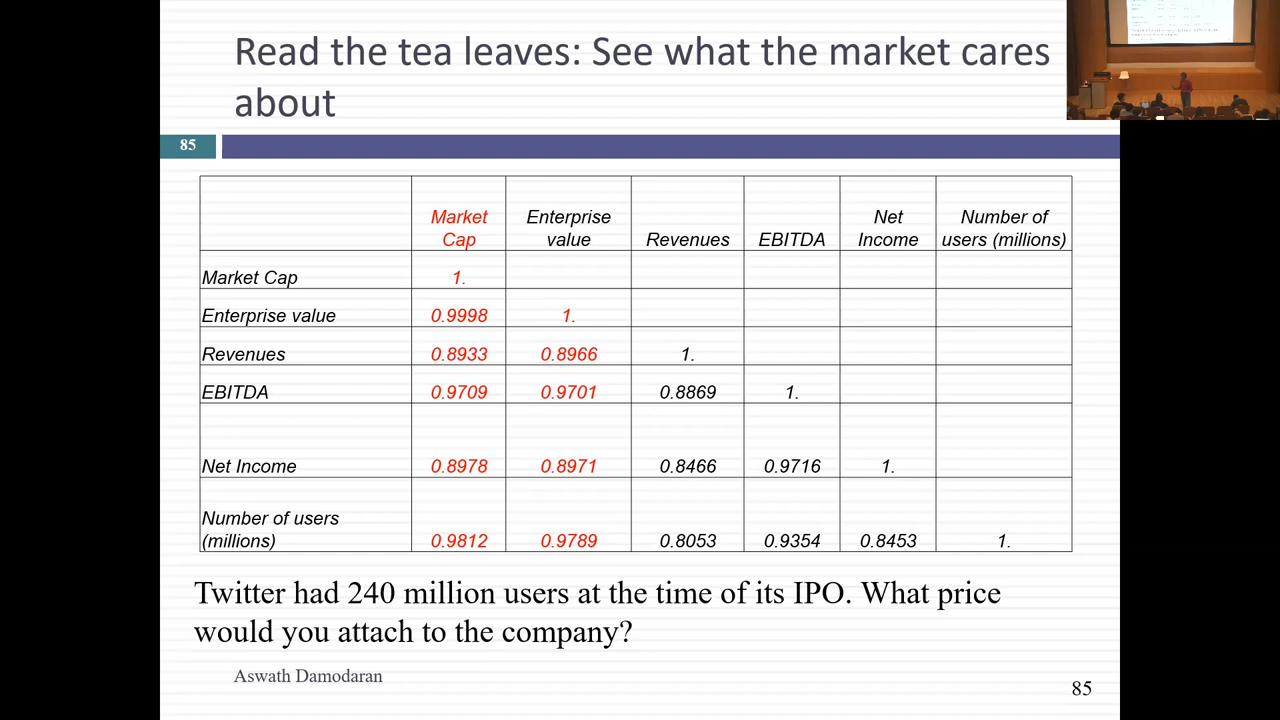 Read the tea leaves: See what the market cares
about
85
Market
Cap
Enterprise
value
Revenues
EBITDA
Net
Income
Number of
users (millions)
Market Cap 1.
Enterprise value 0.9998 1.
Revenues 0.8933 0.8966 1.
EBITDA 0.9709 0.9701 0.8869 1.
Net Income 0.8978 0.8971 0.8466 0.9716 1.
Number of users
(millions) 0.9812 0.9789 0.8053 0.9354 0.8453 1.
Twitter had 240 million users at the time of its IPO. What price
would you attach to the company?
Aswath Damodaran
85